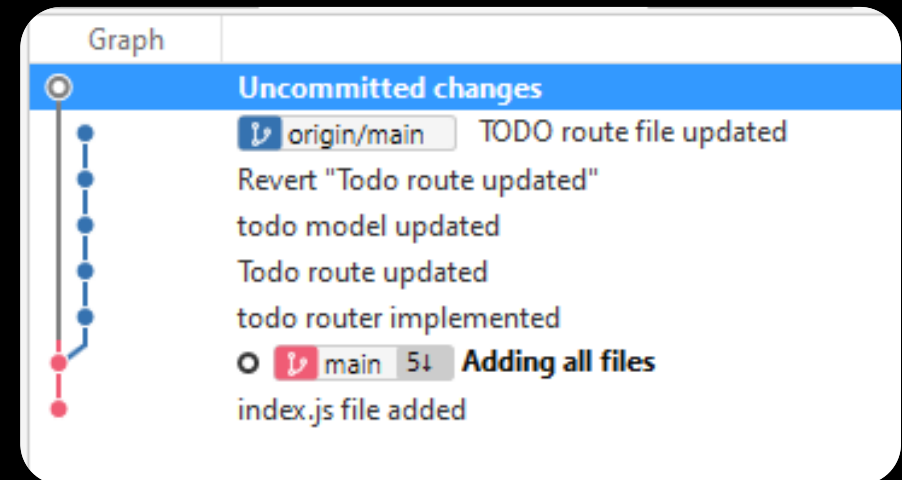 Graph
Uncommitted changes
origin/main TODO route file updated
Revert "Todo route updated"
todo model updated
Todo route updated
todo router implemented
main 5↓ Adding all files
index.js file added